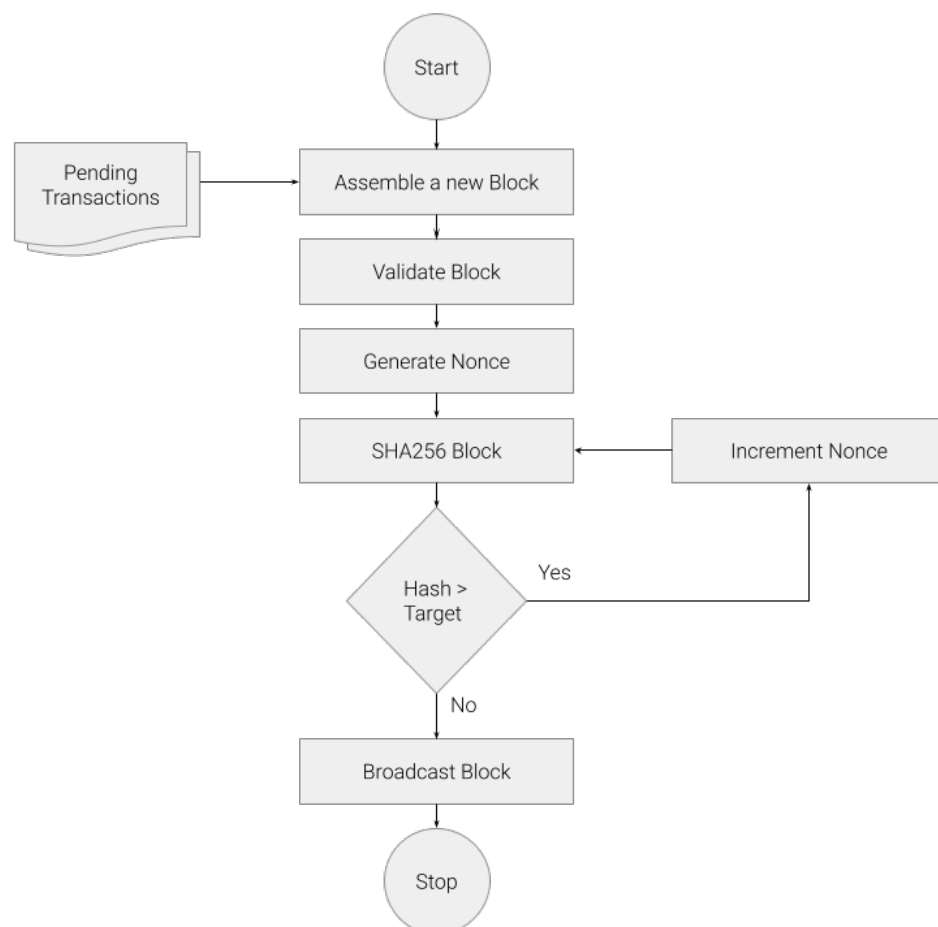 Start
Pending
Transactions
Assemble a new Block
Validate Block
Generate Nonce
SHA256 Block
Increment Nonce
Hash >
Target
Yes
No
Broadcast Block
Stop